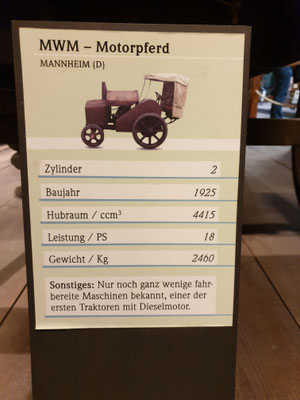 MWM – Motorpferd
MANNHEIM (D)
Zylinder 2
Baujahr 1925
Hubraum / ccm³ 4415
Leistung / PS 18
Gewicht / Kg 2460
Sonstiges: Nur noch ganz wenige fahr-
bereite Maschinen bekannt, einer der
ersten Traktoren mit Dieselmotor.